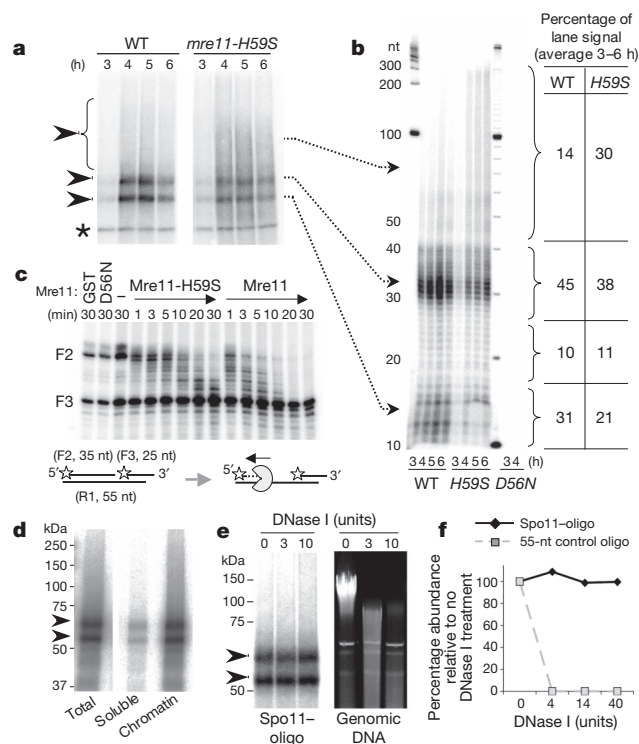 a
WT
mre11-H59S
(h) 3 4 5 6 3 4 5 6
*
b
Percentage of
lane signal
(average 3–6 h)
nt
WT H59S
300
200
100
50
40
30
20
10
14 30
45 38
10 11
31 21
3 4 5 6 3 4 5 6 3 4 (h)
WT H59S D56N
c
Mre11: GST D56N – Mre11-H59S Mre11
(min) 30 30 30 1 3 5 10 20 30 1 3 5 10 20 30
F2
F3
(F2, 35 nt) (F3, 25 nt)
5′ 3′ 5′ 3′
(R1, 55 nt)
d
kDa
250
150
100
75
50
37
Total Soluble Chromatin
e
DNase I (units)
0 3 10 0 3 10
kDa
150
100
75
50
Spo11–
oligo
Genomic
DNA
f
Spo11–oligo
55-nt control oligo
Percentage abundance
relative to no
DNase I treatment
100
80
60
40
20
0
0 4 14 40
DNase I (units)